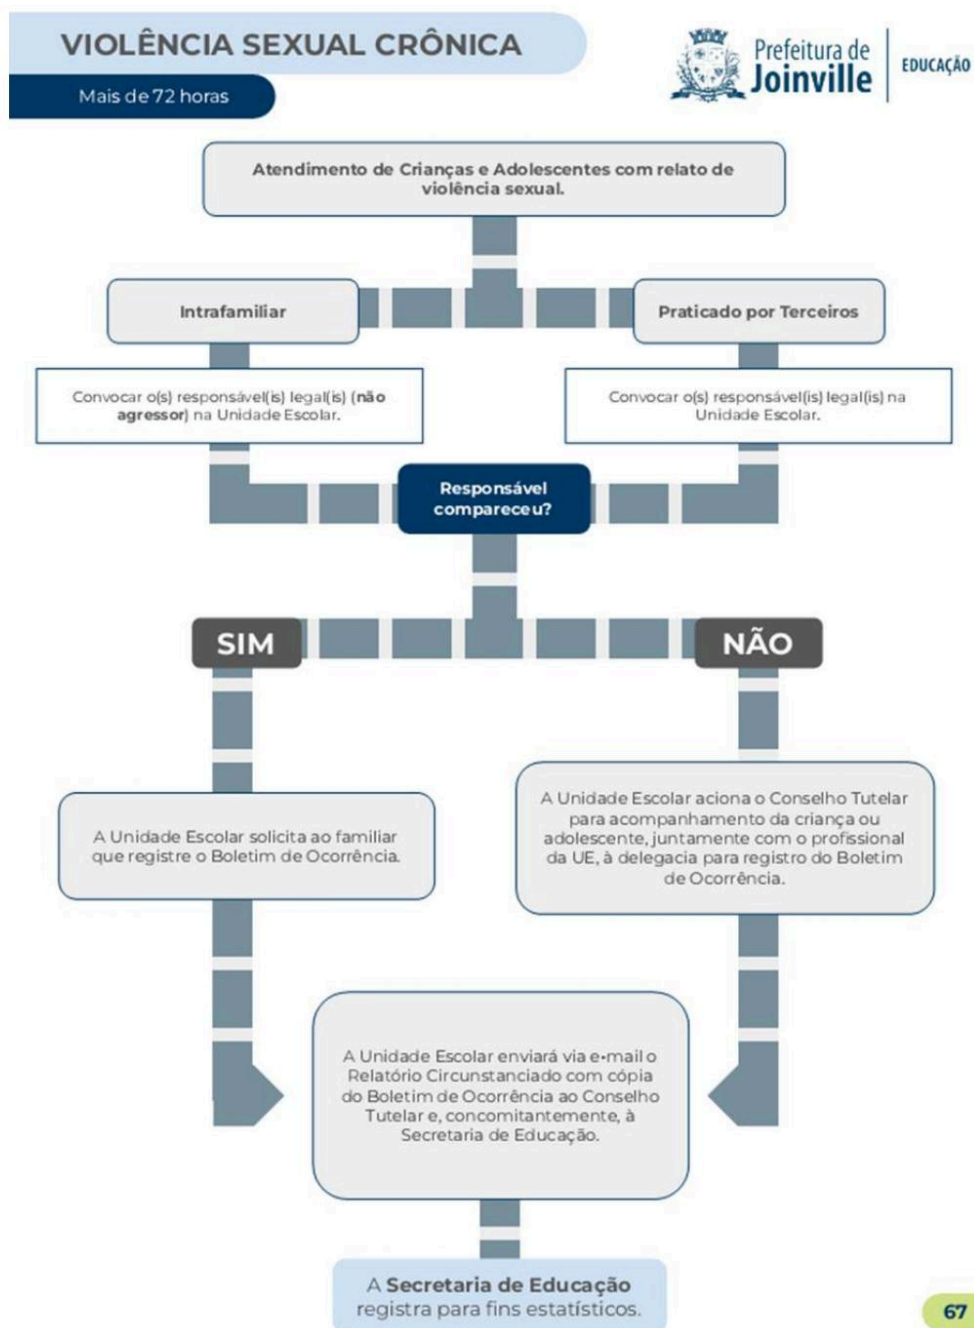 VIOLÊNCIA SEXUAL CRÔNICA
Mais de 72 horas
Prefeitura de
Joinville
EDUCAÇÃO
Atendimento de Crianças e Adolescentes com relato de
violência sexual.
Intrafamiliar
Praticado por Terceiros
Convocar o(s) responsável(is) legal(is) (não
agressor) na Unidade Escolar.
Convocar o(s) responsável(is) legal(is) na
Unidade Escolar.
Responsável
compareceu?
SIM
NÃO
A Unidade Escolar solicita ao familiar
que registre o Boletim de Ocorrência.
A Unidade Escolar aciona o Conselho Tutelar
para acompanhamento da criança ou
adolescente, juntamente com o profissional
da UE, à delegacia para registro do Boletim
de Ocorrência.
A Unidade Escolar enviará via e-mail o
Relatório Circunstanciado com cópia
do Boletim de Ocorrência ao Conselho
Tutelar e, concomitantemente, à
Secretaria de Educação.
A Secretaria de Educação
registra para fins estatísticos.
67